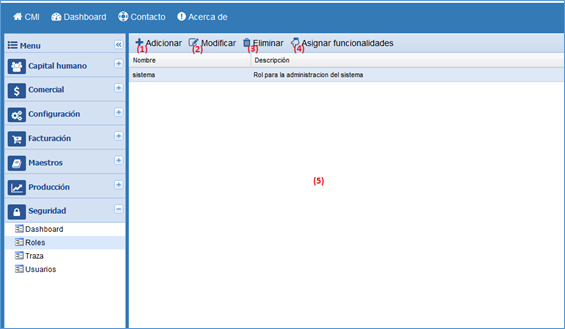 CMI Dashboard Contacto Acerca de
Menu
Capital humano
Comercial
Configuración
Facturación
Maestros
Producción
Seguridad
Dashboard
Roles
Traza
Usuarios
Adicionar Modificar Eliminar Asignar funcionalidades
(1) (2) (3) (4)
Nombre Descripción
sistema Rol para la administracion del sistema
(5)